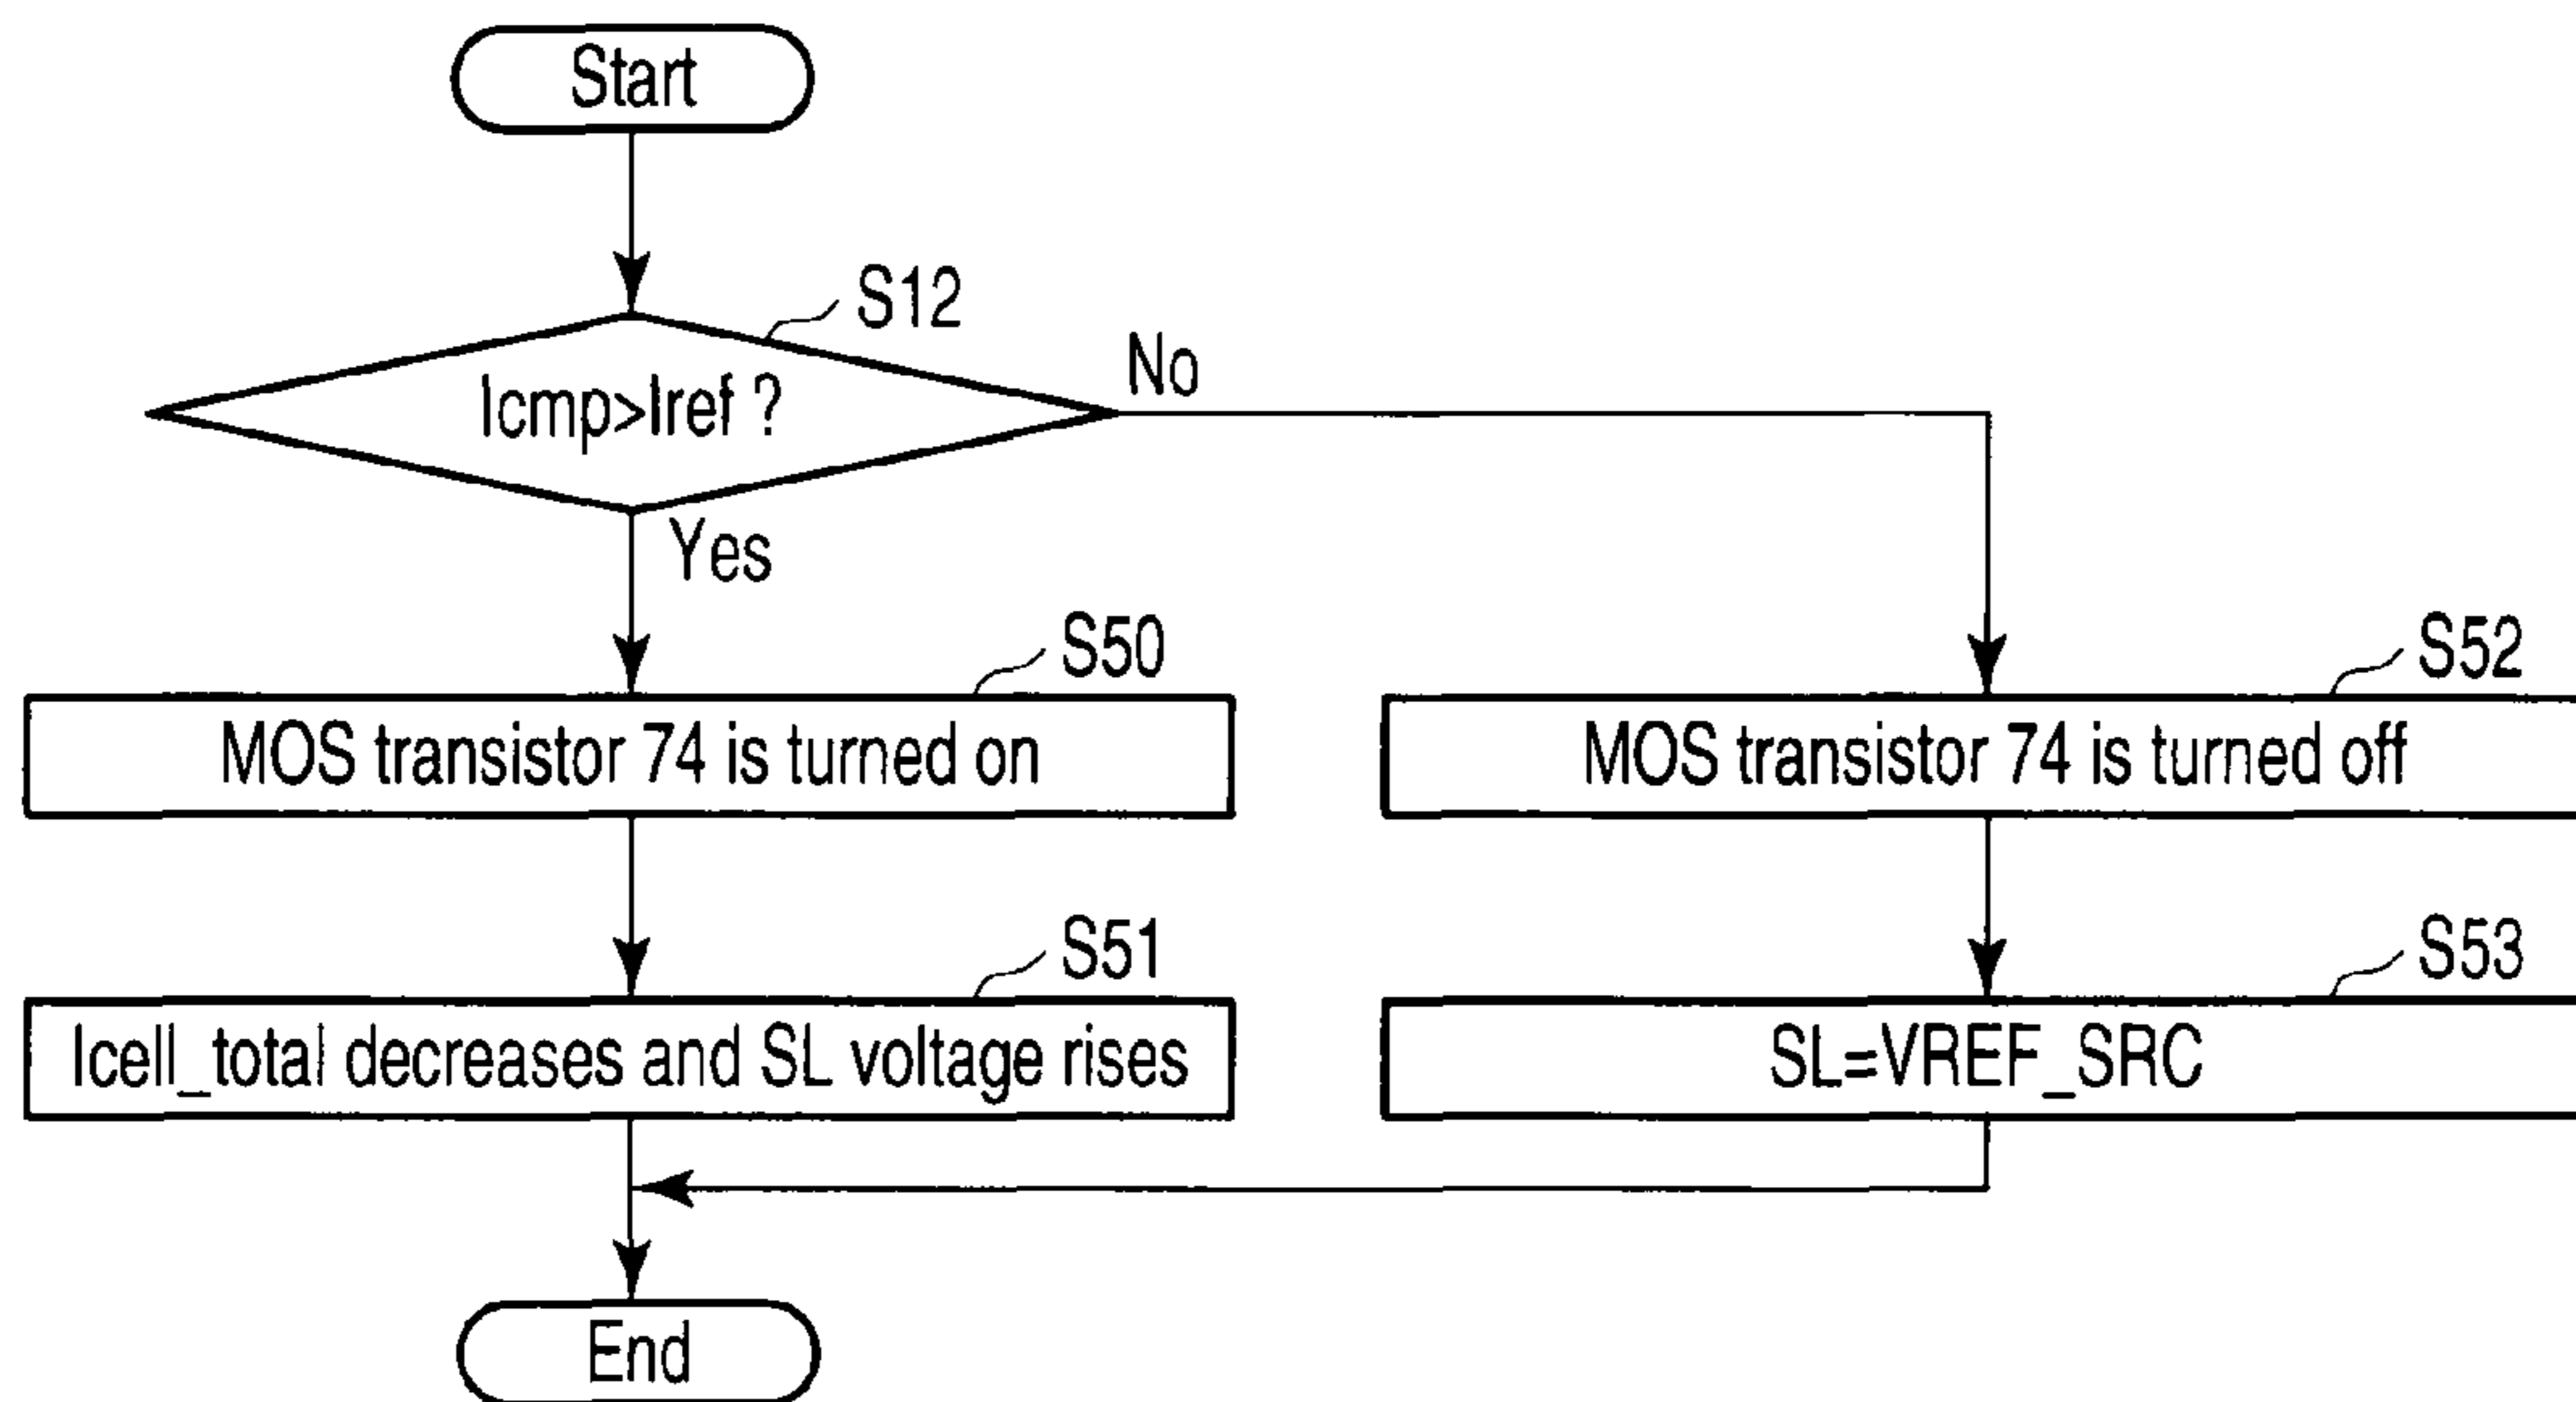 Start
S12
Icmp>Iref ?
No
Yes
S50
MOS transistor 74 is turned on
S52
MOS transistor 74 is turned off
S51
Icell_total decreases and SL voltage rises
S53
SL=VREF_SRC
End